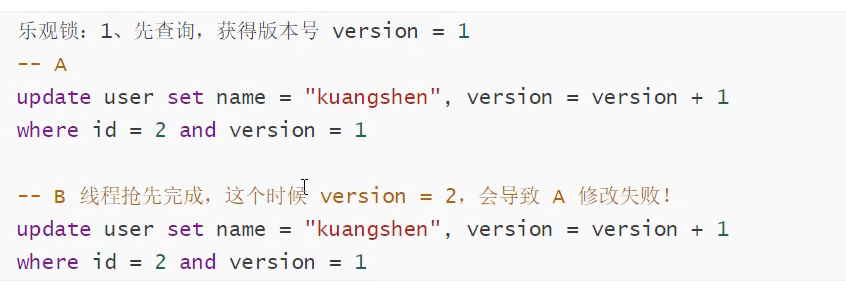 乐观锁：1、先查询，获得版本号 version = 1
-- A
update user set name = "kuangshen", version = version + 1
where id = 2 and version = 1
-- B 线程抢先完成，这个时候 version = 2，会导致 A 修改失败！
update user set name = "kuangshen", version = version + 1
where id = 2 and version = 1